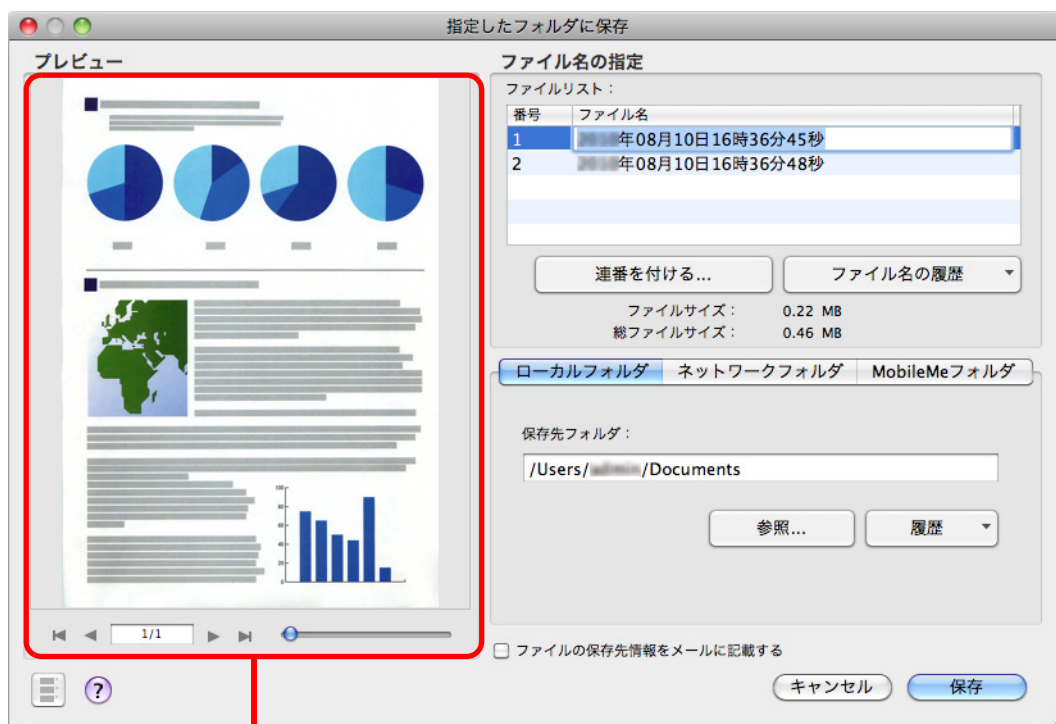 指定したフォルダに保存
プレビュー
100
80
60
40
20
0
1/1
ファイル名の指定
ファイルリスト：
番号 ファイル名
1 年08月10日16時36分45秒
2 年08月10日16時36分48秒
連番を付ける...
ファイル名の履歴
ファイルサイズ： 0.22 MB
総ファイルサイズ： 0.46 MB
ローカルフォルダ ネットワークフォルダ MobileMeフォルダ
保存先フォルダ：
/Users/ /Documents
参照...
履歴
ファイルの保存先情報をメールに記載する
?
キャンセル
保存